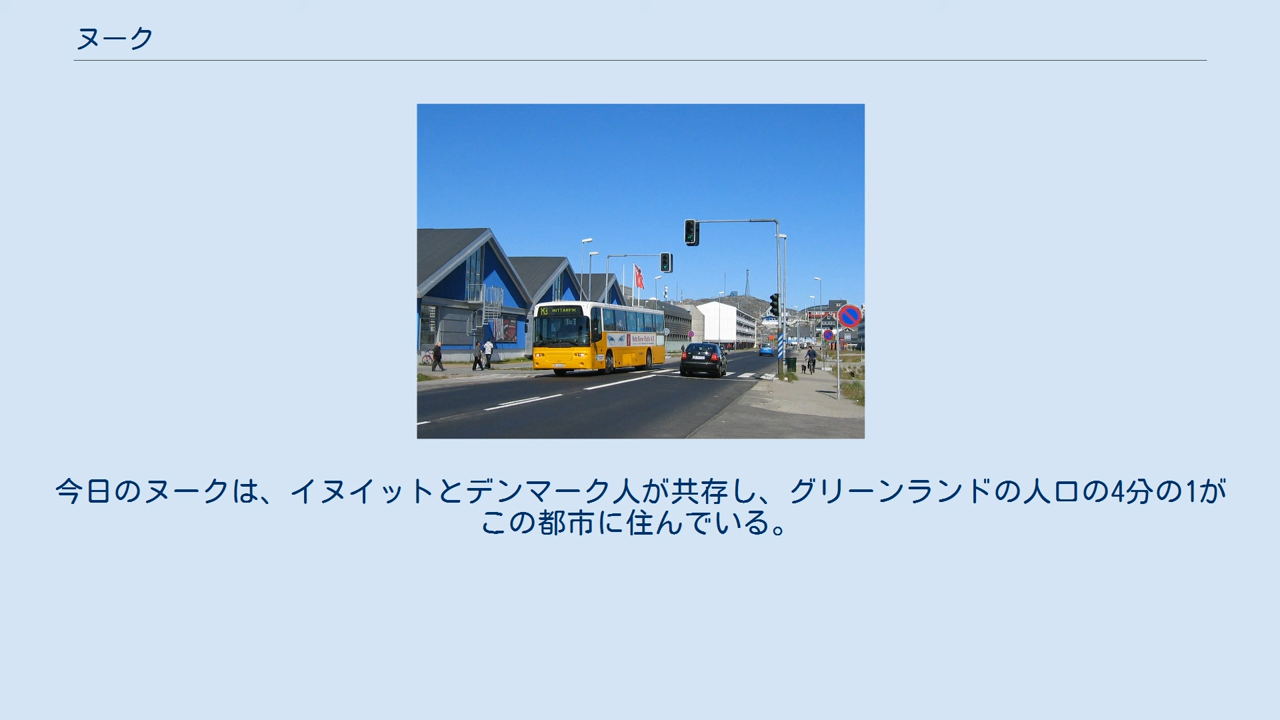 ヌーク
今日のヌークは、イヌイットとデンマーク人が共存し、グリーンランドの人口の4分の1が
この都市に住んでいる。